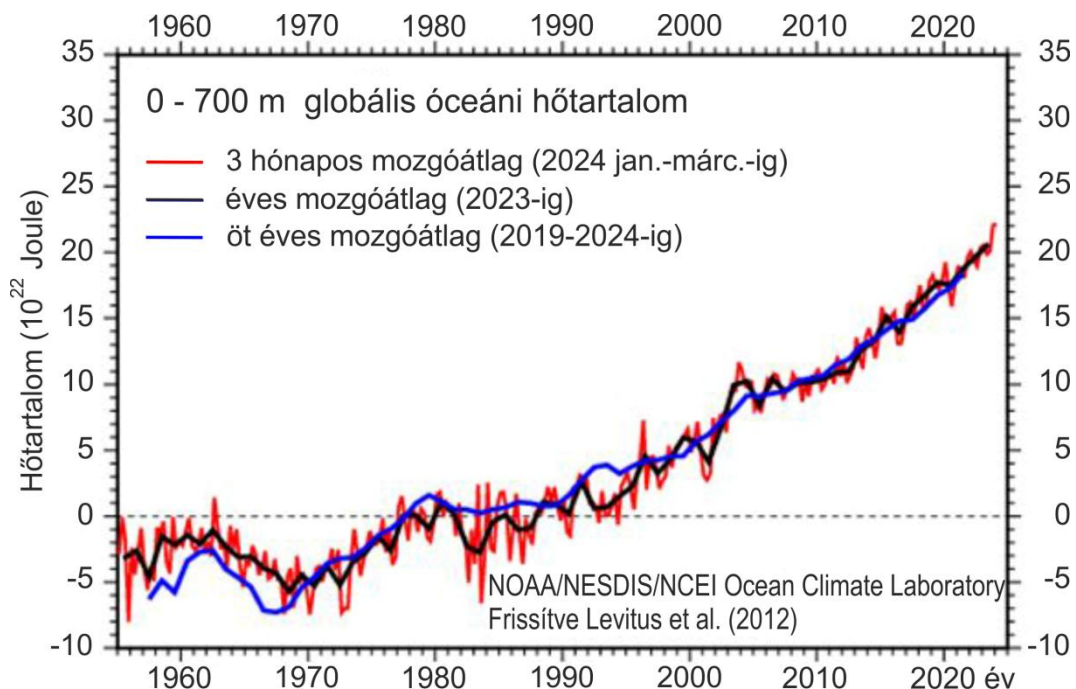 1960 1970 1980 1990 2000 2010 2020
35 35
30 30
25 25
20 20
15 15
10 10
5 5
0 0
-5 -5
-10 -10
Hőtartalom (10²² Joule)
0 - 700 m globális óceáni hőtartalom
3 hónapos mozgóátlag (2024 jan.-márc.-ig)
éves mozgóátlag (2023-ig)
öt éves mozgóátlag (2019-2024-ig)
NOAA/NESDIS/NCEI Ocean Climate Laboratory
Frissítve Levitus et al. (2012)
1960 1970 1980 1990 2000 2010 2020 év